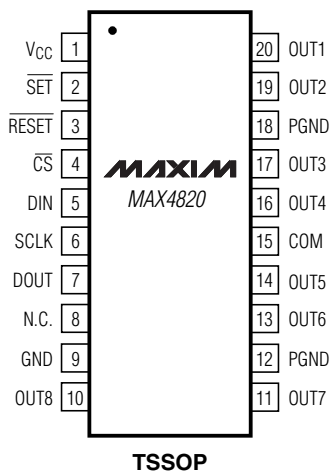 VCC 1 20 OUT1
SET 2 19 OUT2
RESET 3 18 PGND
CS 4 MAXIM 17 OUT3
DIN 5 MAX4820 16 OUT4
SCLK 6 15 COM
DOUT 7 14 OUT5
N.C. 8 13 OUT6
GND 9 12 PGND
OUT8 10 11 OUT7
TSSOP